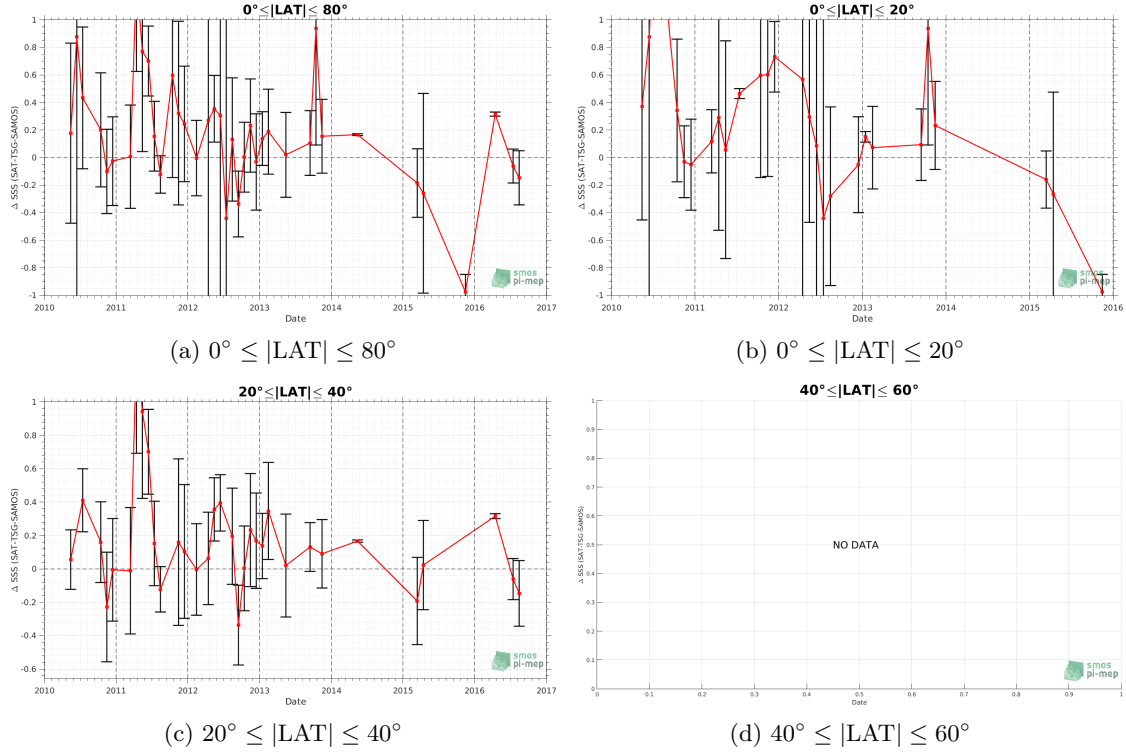 0°≤|LAT|≤ 80°
Δ SSS (SAT-TSG-SAMOS)
1
0.8
0.6
0.4
0.2
0
-0.2
-0.4
-0.6
-0.8
-1
2010 2011 2012 2013 2014 2015 2016 2017
Date
smos
pi-mep
(a) 0° ≤ |LAT| ≤ 80°
0°≤|LAT|≤ 20°
Δ SSS (SAT-TSG-SAMOS)
1
0.8
0.6
0.4
0.2
0
-0.2
-0.4
-0.6
-0.8
-1
2010 2011 2012 2013 2014 2015 2016
Date
smos
pi-mep
(b) 0° ≤ |LAT| ≤ 20°
20°≤|LAT|≤ 40°
Δ SSS (SAT-TSG-SAMOS)
1
0.8
0.6
0.4
0.2
0
-0.2
-0.4
-0.6
2010 2011 2012 2013 2014 2015 2016 2017
Date
smos
pi-mep
(c) 20° ≤ |LAT| ≤ 40°
40°≤|LAT|≤ 60°
Δ SSS (SAT-TSG-SAMOS)
1
0.9
0.8
0.7
0.6
0.5
0.4
0.3
0.2
0.1
0
NO DATA
0 0.1 0.2 0.3 0.4 0.5 0.6 0.7 0.8 0.9 1
Date
smos
pi-mep
(d) 40° ≤ |LAT| ≤ 60°